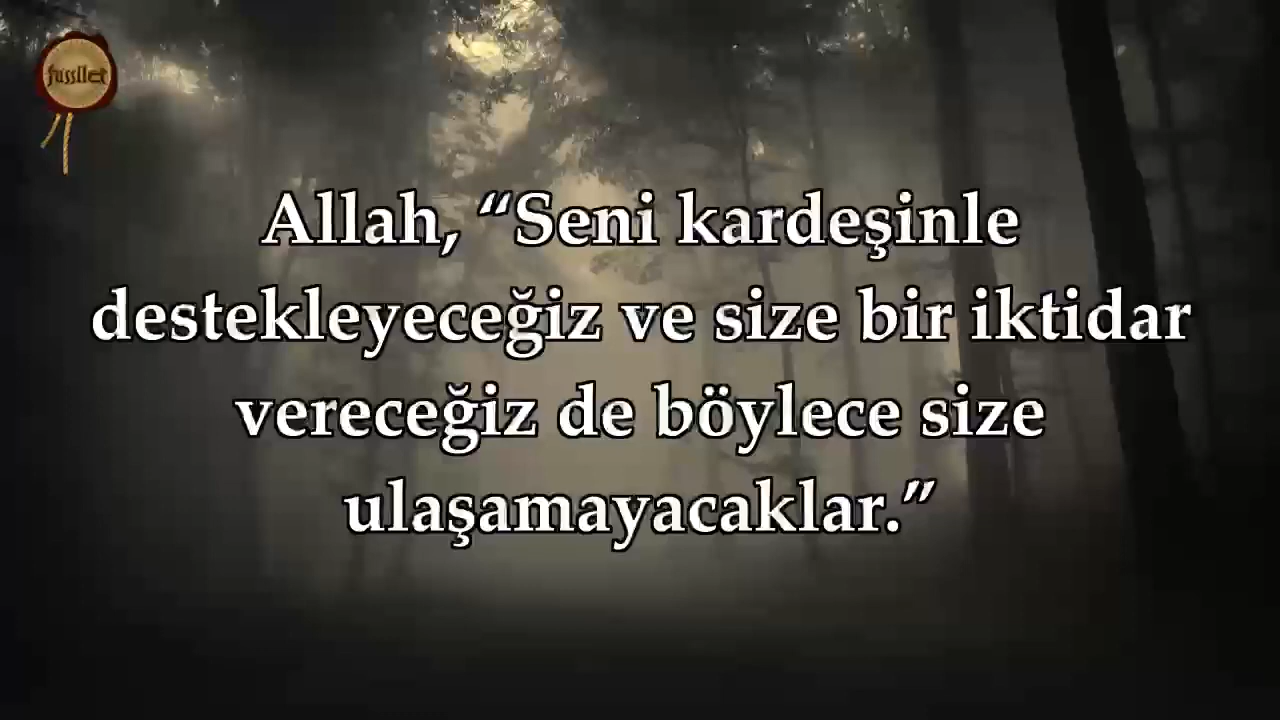 fussilet
Allah, “Seni kardeşinle
destekleyeceğiz ve size bir iktidar
vereceğiz de böylece size
ulaşamayacaklar.”